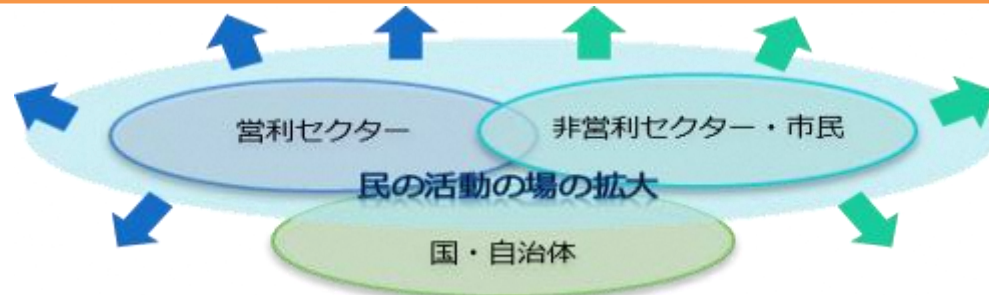 営利セクター
非営利セクター・市民
民の活動の場の拡大
国・自治体